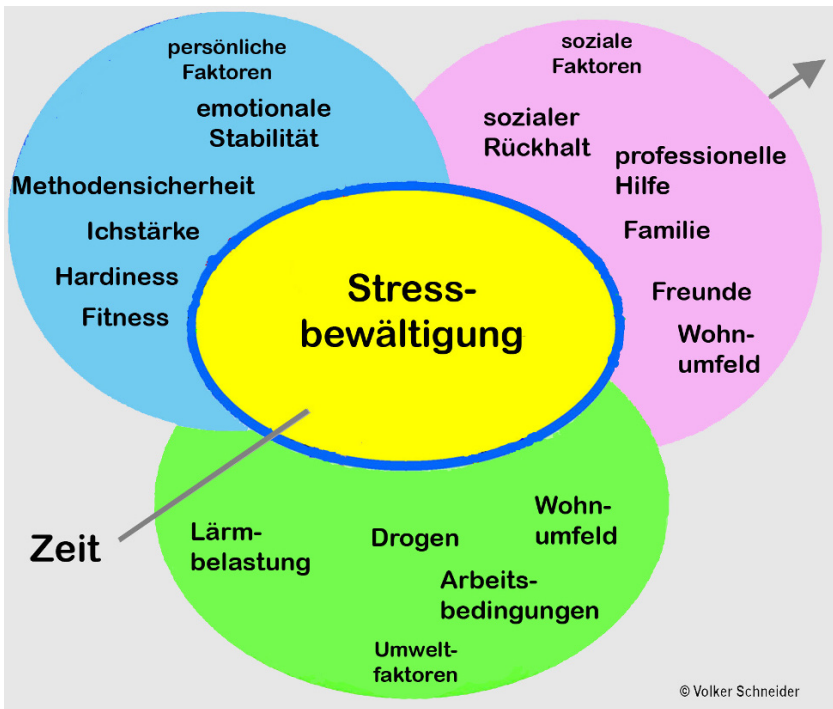 persönliche
Faktoren
emotionale
Stabilität
Methodensicherheit
Ichstärke
Hardiness
Fitness
soziale
Faktoren
sozialer
Rückhalt
professionelle
Hilfe
Familie
Freunde
Wohn-
umfeld
Stress-
bewältigung
Zeit
Lärm-
belastung
Drogen
Wohn-
umfeld
Arbeits-
bedingungen
Umwelt-
faktoren
© Volker Schneider